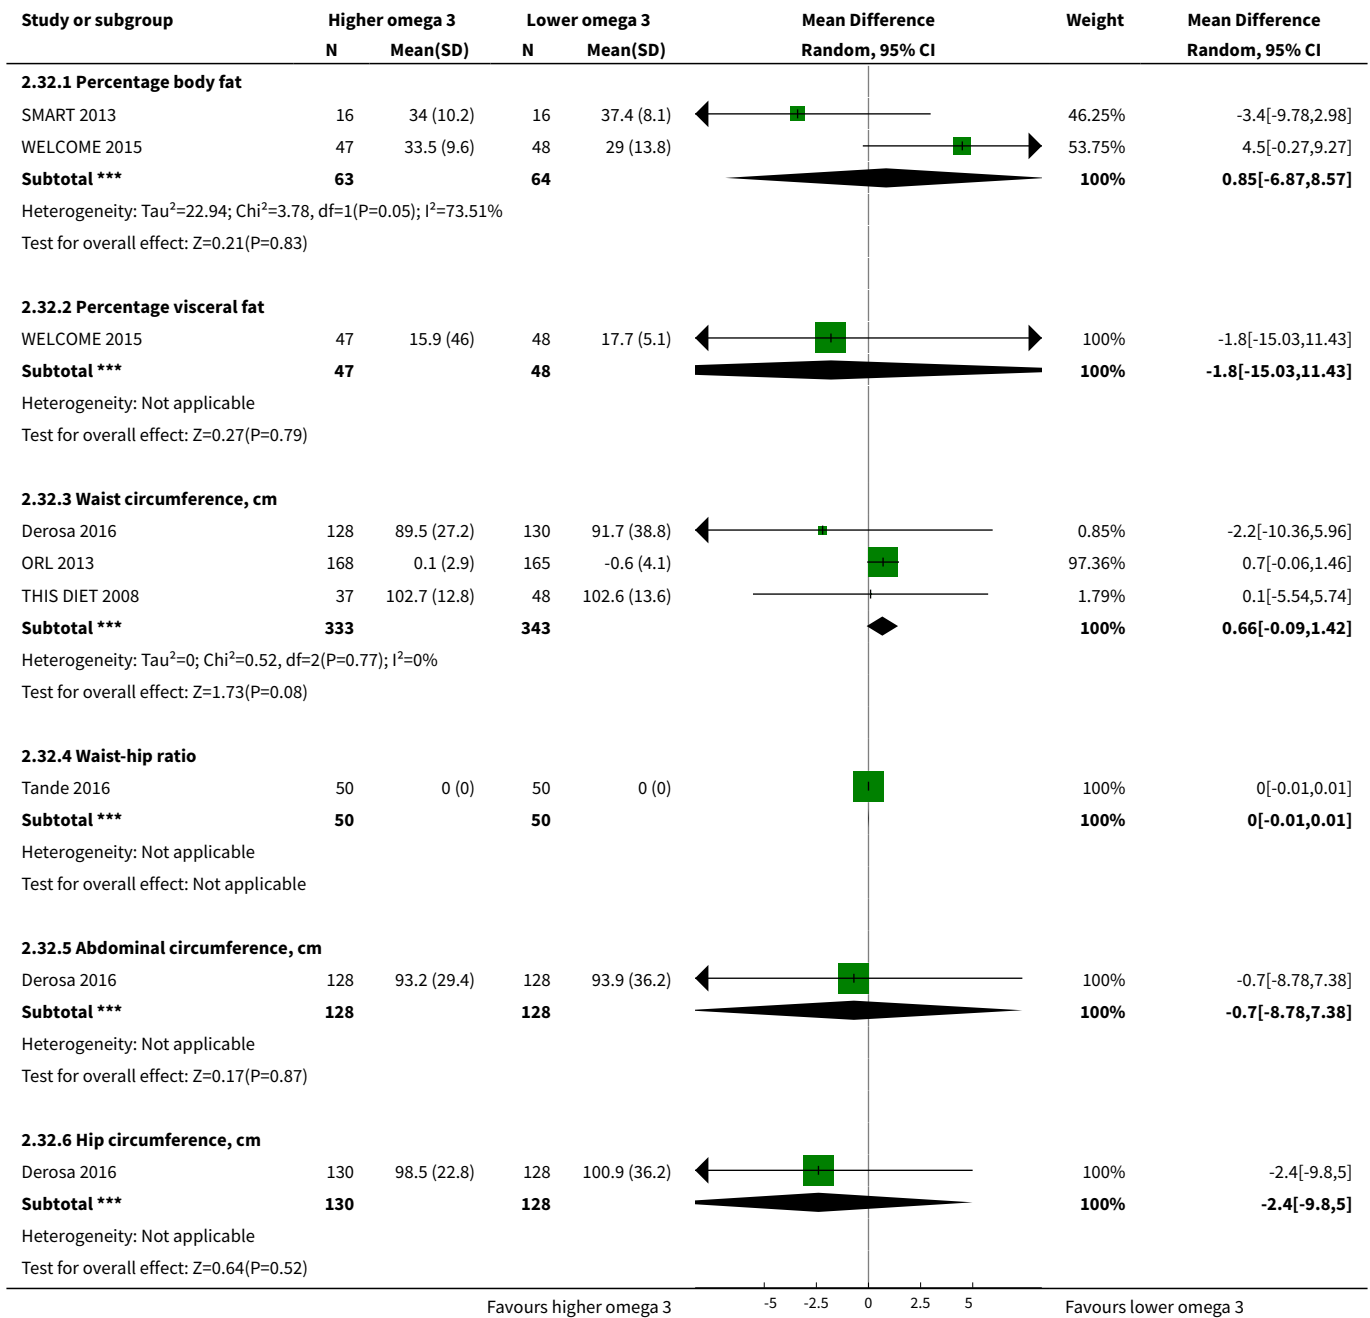 Study or subgroup Higher omega 3 Lower omega 3 Mean Difference Weight Mean Difference
N Mean(SD) N Mean(SD) Random, 95% CI Random, 95% CI
2.32.1 Percentage body fat
SMART 2013 16 34 (10.2) 16 37.4 (8.1) 46.25% -3.4[-9.78,2.98]
WELCOME 2015 47 33.5 (9.6) 48 29 (13.8) 53.75% 4.5[-0.27,9.27]
Subtotal *** 63 64 100% 0.85[-6.87,8.57]
Heterogeneity: Tau²=22.94; Chi²=3.78, df=1(P=0.05); I²=73.51%
Test for overall effect: Z=0.21(P=0.83)
2.32.2 Percentage visceral fat
WELCOME 2015 47 15.9 (46) 48 17.7 (5.1) 100% -1.8[-15.03,11.43]
Subtotal *** 47 48 100% -1.8[-15.03,11.43]
Heterogeneity: Not applicable
Test for overall effect: Z=0.27(P=0.79)
2.32.3 Waist circumference, cm
Derosa 2016 128 89.5 (27.2) 130 91.7 (38.8) 0.85% -2.2[-10.36,5.96]
ORL 2013 168 0.1 (2.9) 165 -0.6 (4.1) 97.36% 0.7[-0.06,1.46]
THIS DIET 2008 37 102.7 (12.8) 48 102.6 (13.6) 1.79% 0.1[-5.54,5.74]
Subtotal *** 333 343 100% 0.66[-0.09,1.42]
Heterogeneity: Tau²=0; Chi²=0.52, df=2(P=0.77); I²=0%
Test for overall effect: Z=1.73(P=0.08)
2.32.4 Waist-hip ratio
Tande 2016 50 0 (0) 50 0 (0) 100% 0[-0.01,0.01]
Subtotal *** 50 50 100% 0[-0.01,0.01]
Heterogeneity: Not applicable
Test for overall effect: Not applicable
2.32.5 Abdominal circumference, cm
Derosa 2016 128 93.2 (29.4) 128 93.9 (36.2) 100% -0.7[-8.78,7.38]
Subtotal *** 128 128 100% -0.7[-8.78,7.38]
Heterogeneity: Not applicable
Test for overall effect: Z=0.17(P=0.87)
2.32.6 Hip circumference, cm
Derosa 2016 130 98.5 (22.8) 128 100.9 (36.2) 100% -2.4[-9.8,5]
Subtotal *** 130 128 100% -2.4[-9.8,5]
Heterogeneity: Not applicable
Test for overall effect: Z=0.64(P=0.52)
Favours higher omega 3 -5 -2.5 0 2.5 5 Favours lower omega 3